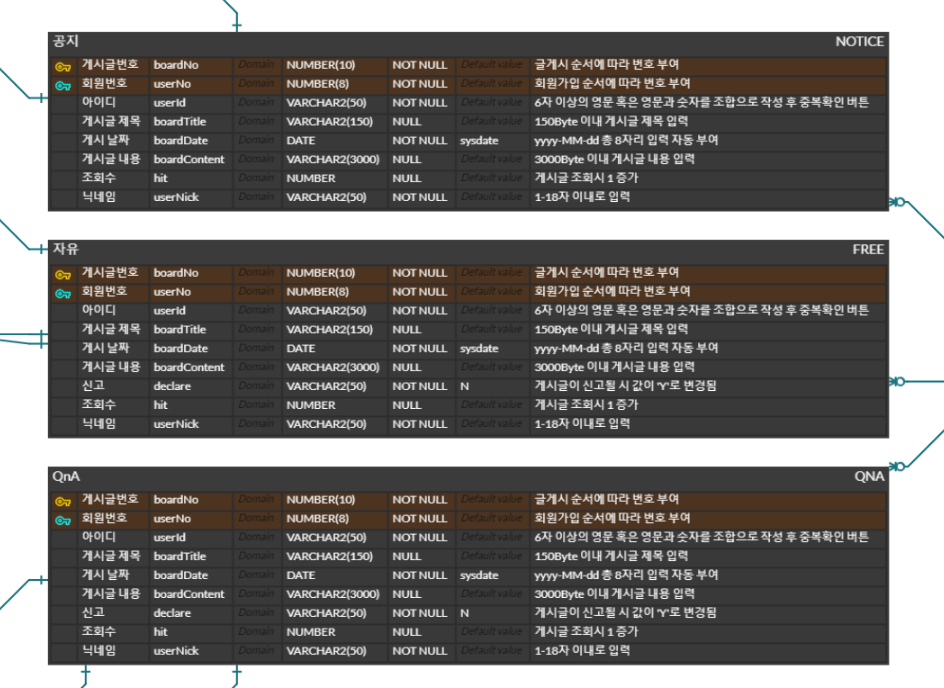 공지 NOTICE
게시글번호 boardNo Domain NUMBER(10) NOT NULL Default value 글게시 순서에 따라 번호 부여
회원번호 userNo Domain NUMBER(8) NOT NULL Default value 회원가입 순서에 따라 번호 부여
아이디 userId Domain VARCHAR2(50) NOT NULL Default value 6자 이상의 영문 혹은 영문과 숫자를 조합으로 작성 후 중복확인 버튼
게시글 제목 boardTitle Domain VARCHAR2(150) NULL Default value 150Byte 이내 게시글 제목 입력
게시 날짜 boardDate Domain DATE NOT NULL sysdate yyyy-MM-dd 총 8자리 입력 자동 부여
게시글 내용 boardContent Domain VARCHAR2(3000) NULL Default value 3000Byte 이내 게시글 내용 입력
조회수 hit Domain NUMBER NULL Default value 게시글 조회시 1 증가
닉네임 userNick Domain VARCHAR2(50) NOT NULL Default value 1-18자 이내로 입력
자유 FREE
게시글번호 boardNo Domain NUMBER(10) NOT NULL Default value 글게시 순서에 따라 번호 부여
회원번호 userNo Domain NUMBER(8) NOT NULL Default value 회원가입 순서에 따라 번호 부여
아이디 userId Domain VARCHAR2(50) NOT NULL Default value 6자 이상의 영문 혹은 영문과 숫자를 조합으로 작성 후 중복확인 버튼
게시글 제목 boardTitle Domain VARCHAR2(150) NULL Default value 150Byte 이내 게시글 제목 입력
게시 날짜 boardDate Domain DATE NOT NULL sysdate yyyy-MM-dd 총 8자리 입력 자동 부여
게시글 내용 boardContent Domain VARCHAR2(3000) NULL Default value 3000Byte 이내 게시글 내용 입력
신고 declare Domain VARCHAR2(50) NOT NULL N 게시글이 신고될 시 값이 'Y'로 변경됨
조회수 hit Domain NUMBER NULL Default value 게시글 조회시 1 증가
닉네임 userNick Domain VARCHAR2(50) NOT NULL Default value 1-18자 이내로 입력
QnA QNA
게시글번호 boardNo Domain NUMBER(10) NOT NULL Default value 글게시 순서에 따라 번호 부여
회원번호 userNo Domain NUMBER(8) NOT NULL Default value 회원가입 순서에 따라 번호 부여
아이디 userId Domain VARCHAR2(50) NOT NULL Default value 6자 이상의 영문 혹은 영문과 숫자를 조합으로 작성 후 중복확인 버튼
게시글 제목 boardTitle Domain VARCHAR2(150) NULL Default value 150Byte 이내 게시글 제목 입력
게시 날짜 boardDate Domain DATE NOT NULL sysdate yyyy-MM-dd 총 8자리 입력 자동 부여
게시글 내용 boardContent Domain VARCHAR2(3000) NULL Default value 3000Byte 이내 게시글 내용 입력
신고 declare Domain VARCHAR2(50) NOT NULL N 게시글이 신고될 시 값이 'Y'로 변경됨
조회수 hit Domain NUMBER NULL Default value 게시글 조회시 1 증가
닉네임 userNick Domain VARCHAR2(50) NOT NULL Default value 1-18자 이내로 입력